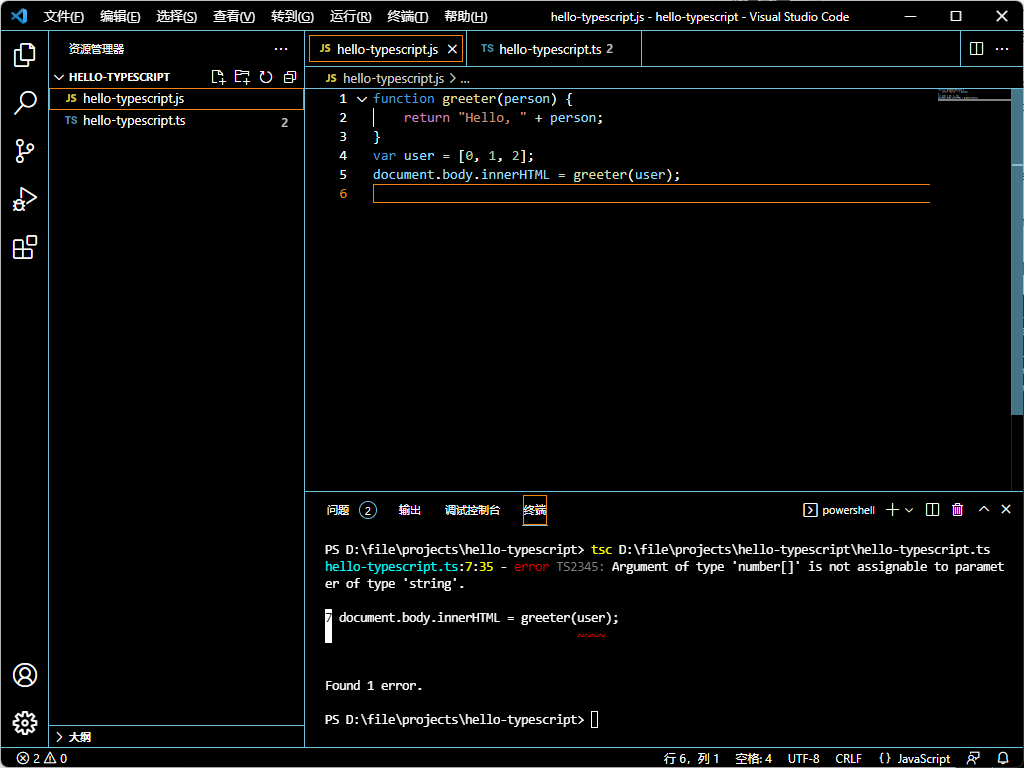 文件(F) 编辑(E) 选择(S) 查看(V) 转到(G) 运行(R) 终端(T) 帮助(H) hello-typescript.js - hello-typescript - Visual Studio Code
资源管理器
HELLO-TYPESCRIPT
JS hello-typescript.js
TS hello-typescript.ts 2
大纲
JS hello-typescript.js TS hello-typescript.ts 2
JS hello-typescript.js > ...
1 function greeter(person) {
2 return "Hello, " + person;
3 }
4 var user = [0, 1, 2];
5 document.body.innerHTML = greeter(user);
6
问题 2 输出 调试控制台 终端 powershell
PS D:\file\projects\hello-typescript> tsc D:\file\projects\hello-typescript\hello-typescript.ts
hello-typescript.ts:7:35 - error TS2345: Argument of type 'number[]' is not assignable to paramet
er of type 'string'.
7 document.body.innerHTML = greeter(user);
~~~~
Found 1 error.
PS D:\file\projects\hello-typescript>
2 0 行 6，列 1 空格: 4 UTF-8 CRLF {} JavaScript